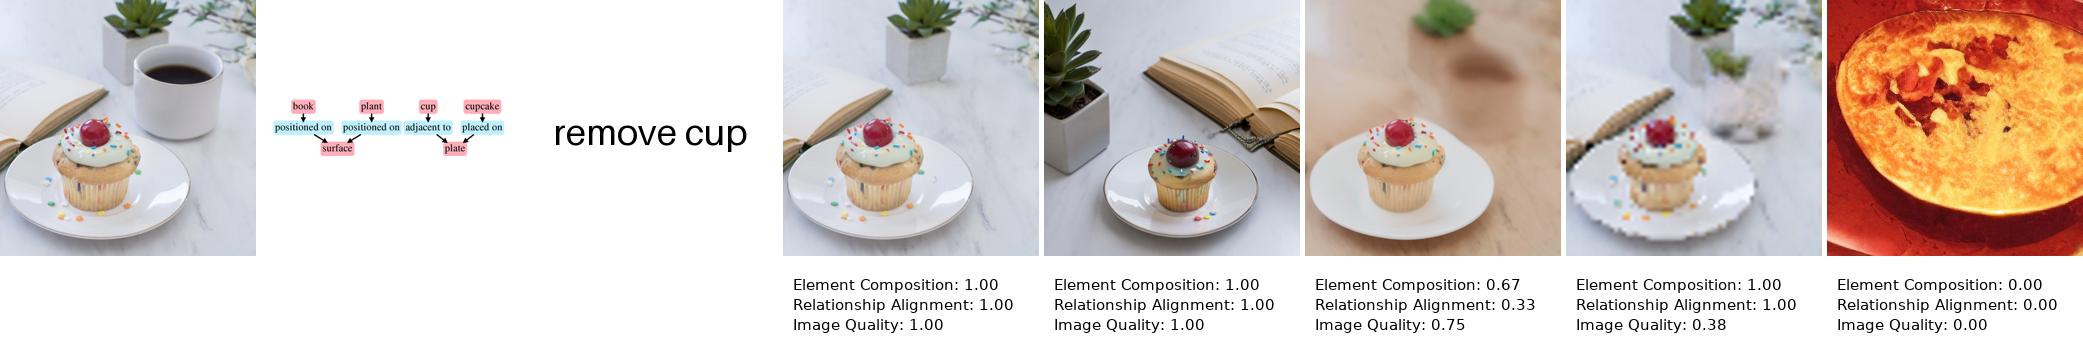 book plant cup cupcake
positioned on positioned on adjacent to placed on
surface plate
remove cup
Element Composition: 1.00
Relationship Alignment: 1.00
Image Quality: 1.00
Element Composition: 1.00
Relationship Alignment: 1.00
Image Quality: 1.00
Element Composition: 0.67
Relationship Alignment: 0.33
Image Quality: 0.75
Element Composition: 1.00
Relationship Alignment: 1.00
Image Quality: 0.38
Element Composition: 0.00
Relationship Alignment: 0.00
Image Quality: 0.00